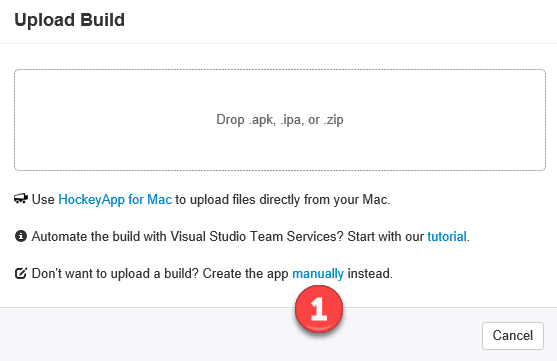 Upload Build
Drop .apk, .ipa, or .zip
Use HockeyApp for Mac to upload files directly from your Mac.
Automate the build with Visual Studio Team Services? Start with our tutorial.
Don't want to upload a build? Create the app manually instead.
1
Cancel